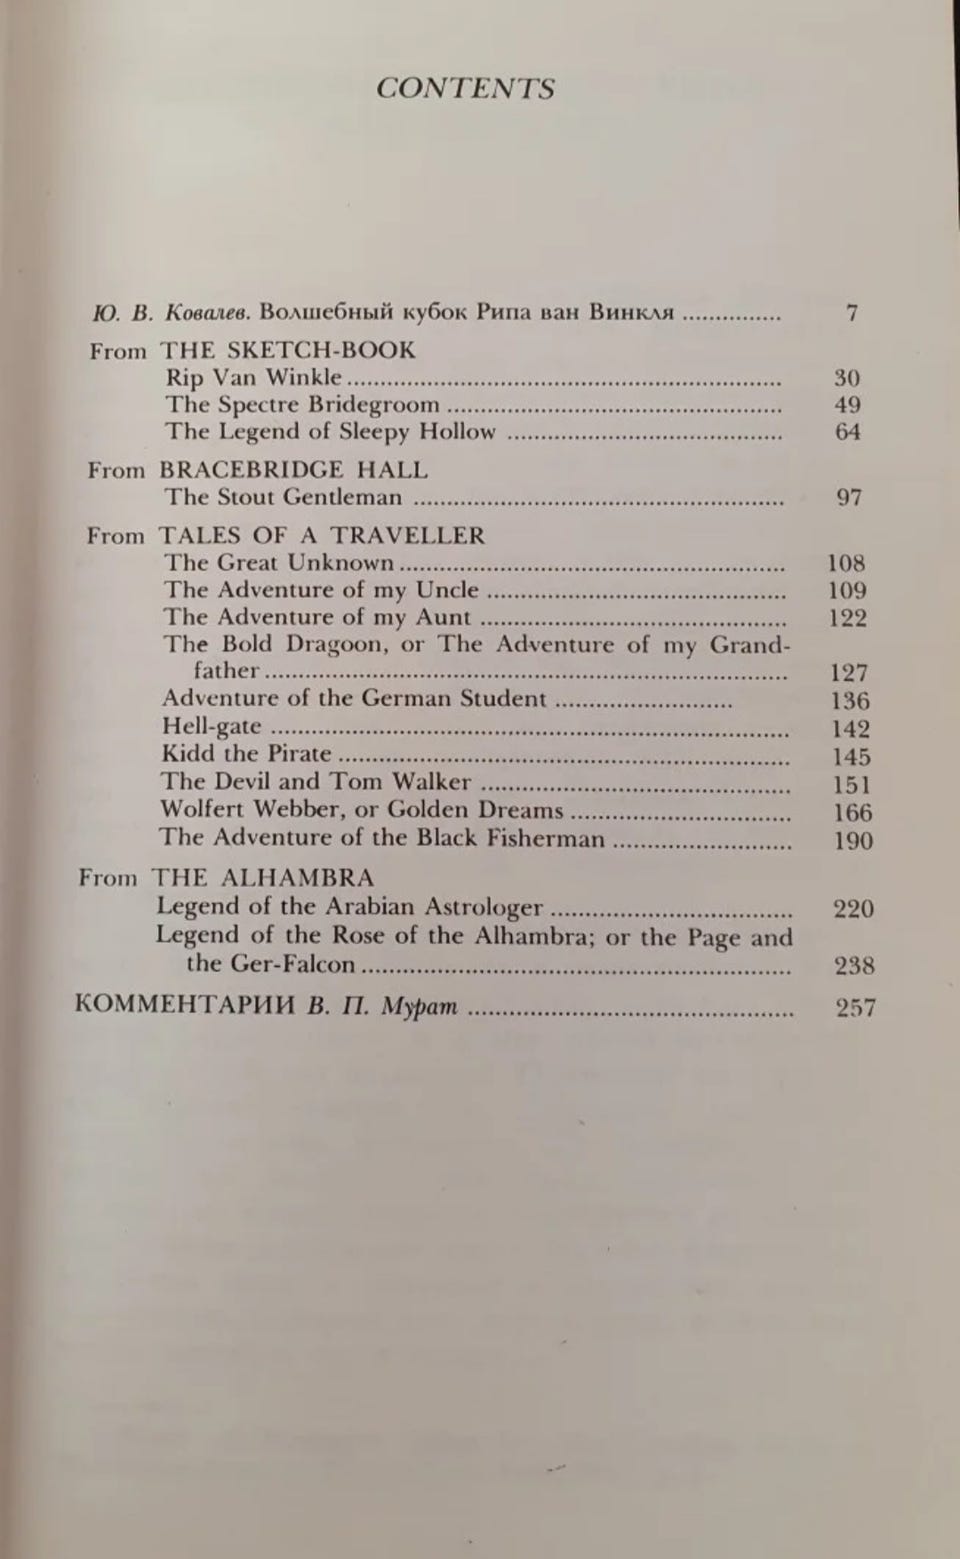 CONTENTS
Ю. В. Ковалев. Волшебный кубок Рипа ван Винкля ............... 7
From THE SKETCH-BOOK
Rip Van Winkle ................................................................ 30
The Spectre Bridegroom .................................................. 49
The Legend of Sleepy Hollow ......................................... 64
From BRACEBRIDGE HALL
The Stout Gentleman ....................................................... 97
From TALES OF A TRAVELLER
The Great Unknown ......................................................... 108
The Adventure of my Uncle ............................................. 109
The Adventure of my Aunt .............................................. 122
The Bold Dragoon, or The Adventure of my Grand-
father ............................................................................. 127
Adventure of the German Student ........................... 136
Hell-gate ............................................................................ 142
Kidd the Pirate .................................................................. 145
The Devil and Tom Walker .............................................. 151
Wolfert Webber, or Golden Dreams ................................. 166
The Adventure of the Black Fisherman ........................... 190
From THE ALHAMBRA
Legend of the Arabian Astrologer .................................... 220
Legend of the Rose of the Alhambra; or the Page and
the Ger-Falcon ................................................................ 238
КОММЕНТАРИИ В. П. Мурат ................................................ 257